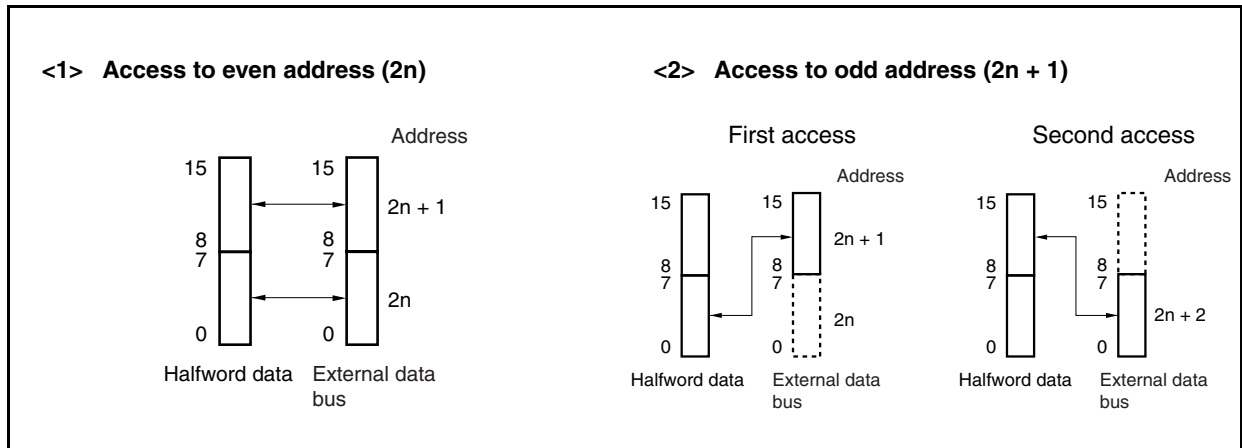 <1> Access to even address (2n)
Address
15
15
2n + 1
8
7
8
7
2n
0
0
Halfword data
External data
bus
<2> Access to odd address (2n + 1)
First access
Address
15
15
2n + 1
8
7
8
7
2n
0
0
Halfword data
External data
bus
Second access
Address
15
15
8
7
8
7
2n + 2
0
0
Halfword data
External data
bus